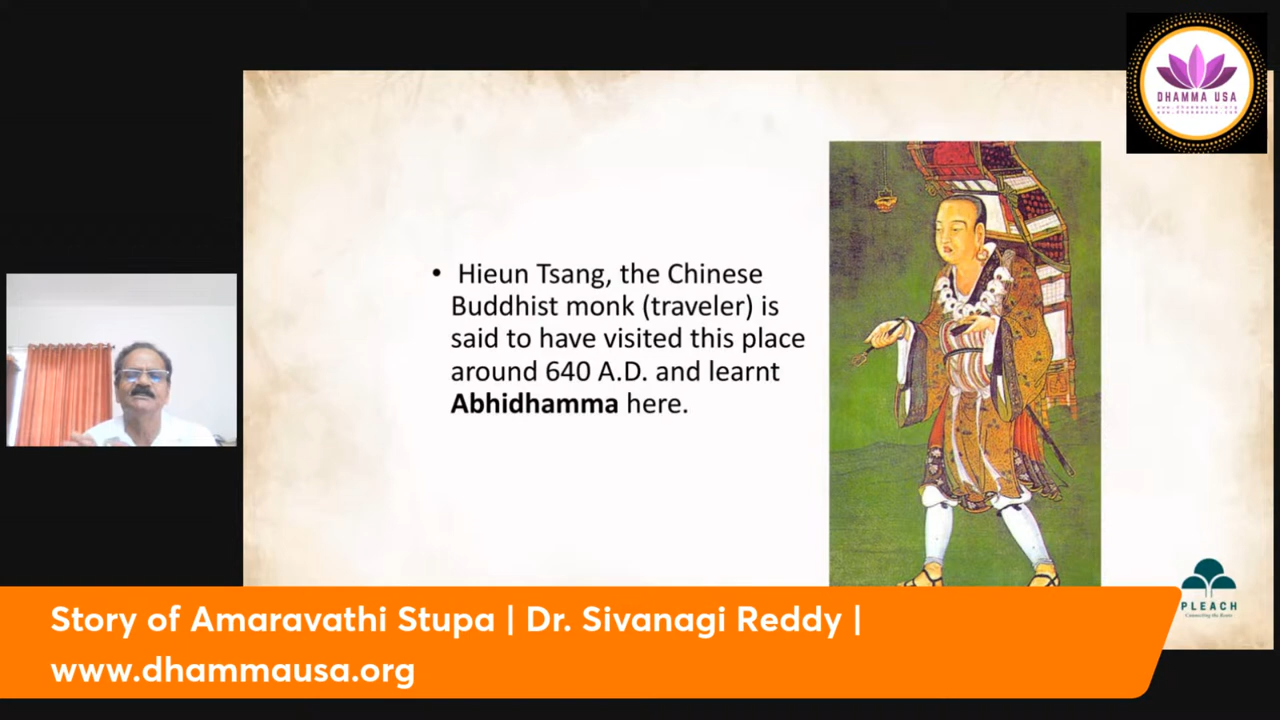 DHAMMA USA
• Hieun Tsang, the Chinese
Buddhist monk (traveler) is
said to have visited this place
around 640 A.D. and learnt
Abhidhamma here.
PLEACH
Story of Amaravathi Stupa | Dr. Sivanagi Reddy |
www.dhammausa.org